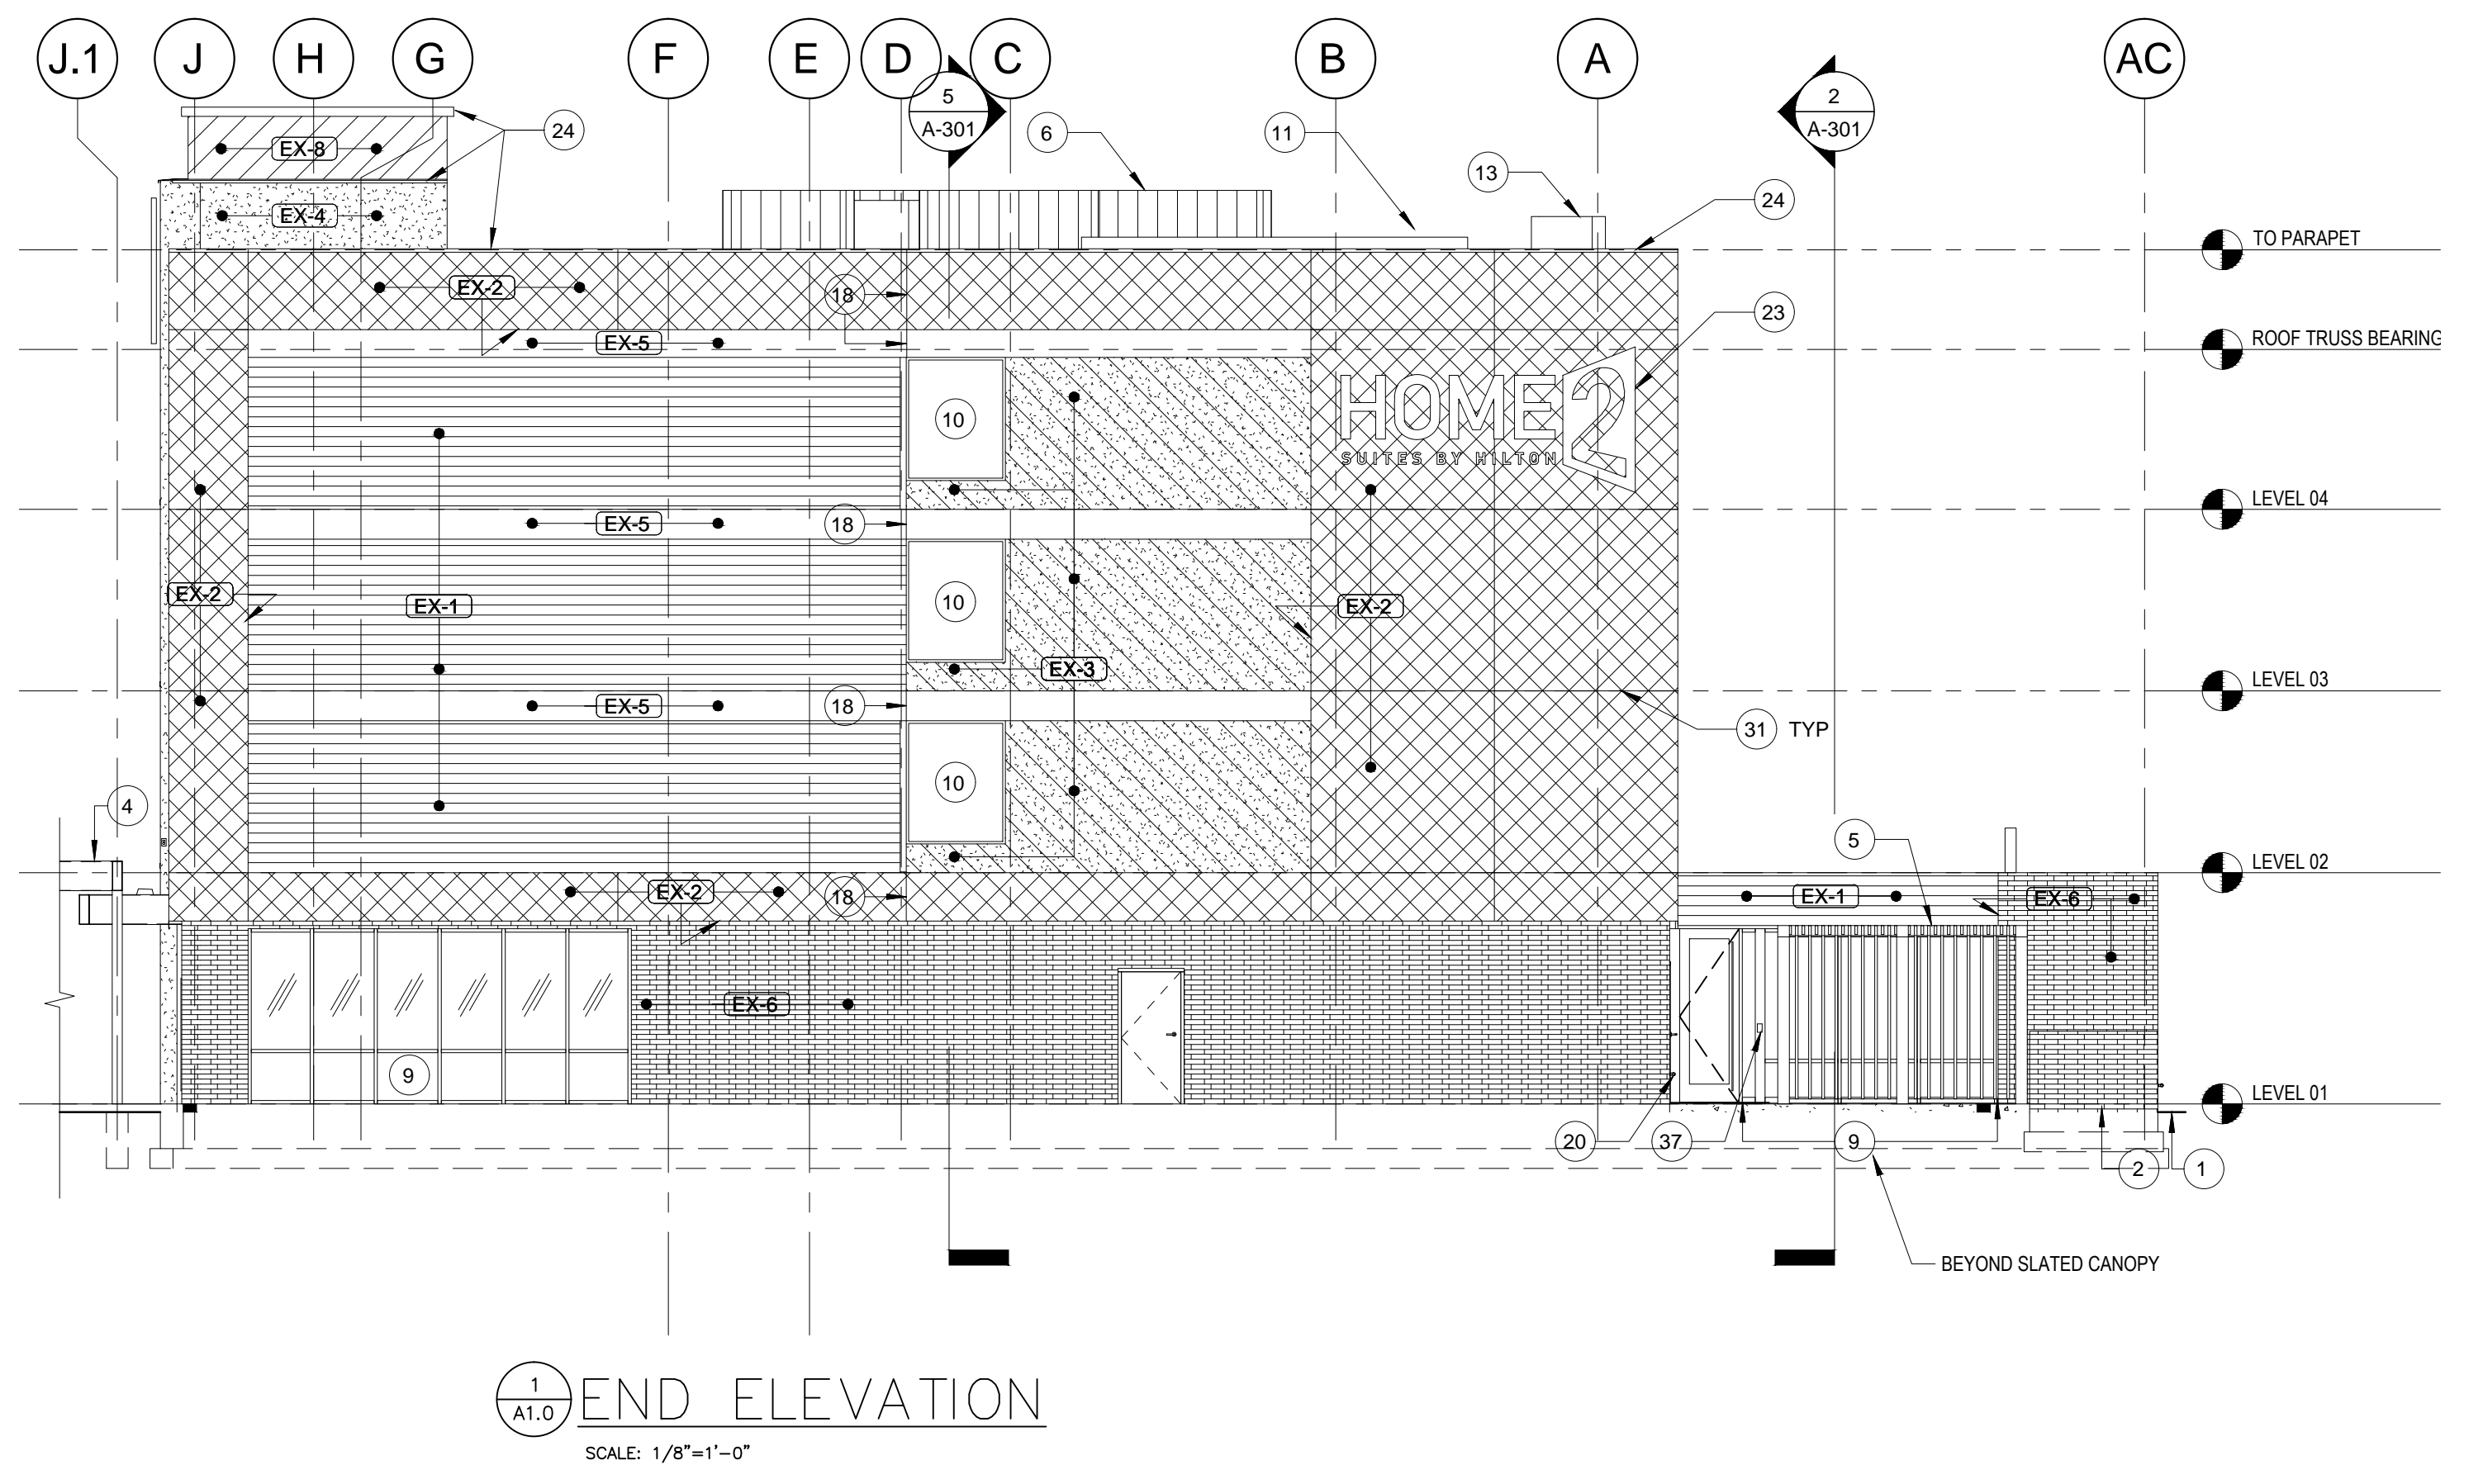 J.1 J H G F E D C B A AC
5
A-301
2
A-301
24
6
11
13
EX-8
EX-4
24
TO PARAPET
EX-2
18
23
EX-5
ROOF TRUSS BEARING
HOME 2
SUITES BY HILTON
10
LEVEL 04
EX-5
18
10
EX-2
EX-1
EX-2
EX-3
LEVEL 03
EX-5
18
31 TYP
10
4
5
LEVEL 02
EX-2
18
EX-1
EX-6
EX-6
9
LEVEL 01
20
37
9
2
1
BEYOND SLATED CANOPY
1
A1.0
END ELEVATION
SCALE: 1/8"=1'-0"